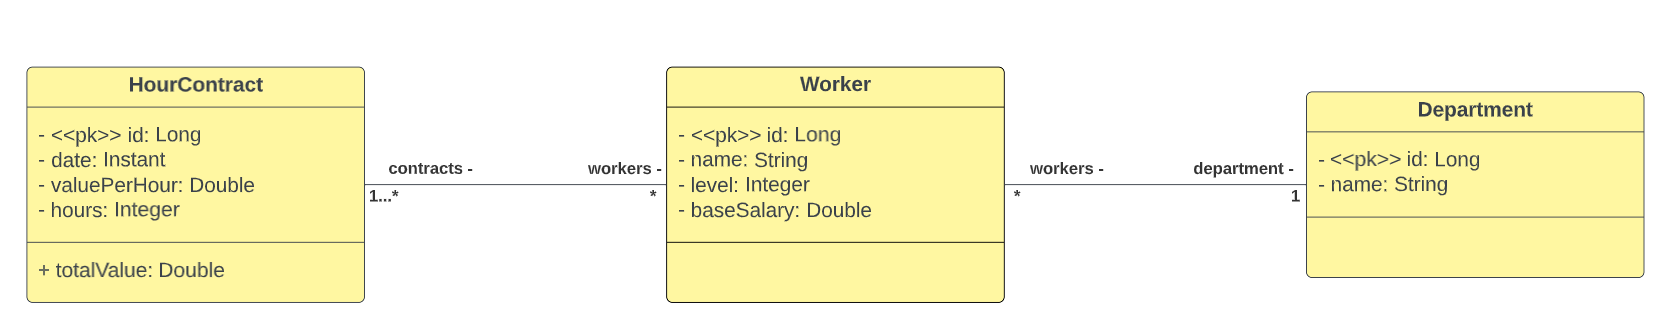 HourContract
- <<pk>> id: Long
- date: Instant
- valuePerHour: Double
- hours: Integer
+ totalValue: Double
contracts -
1...*
workers -
*
Worker
- <<pk>> id: Long
- name: String
- level: Integer
- baseSalary: Double
workers -
*
department -
1
Department
- <<pk>> id: Long
- name: String